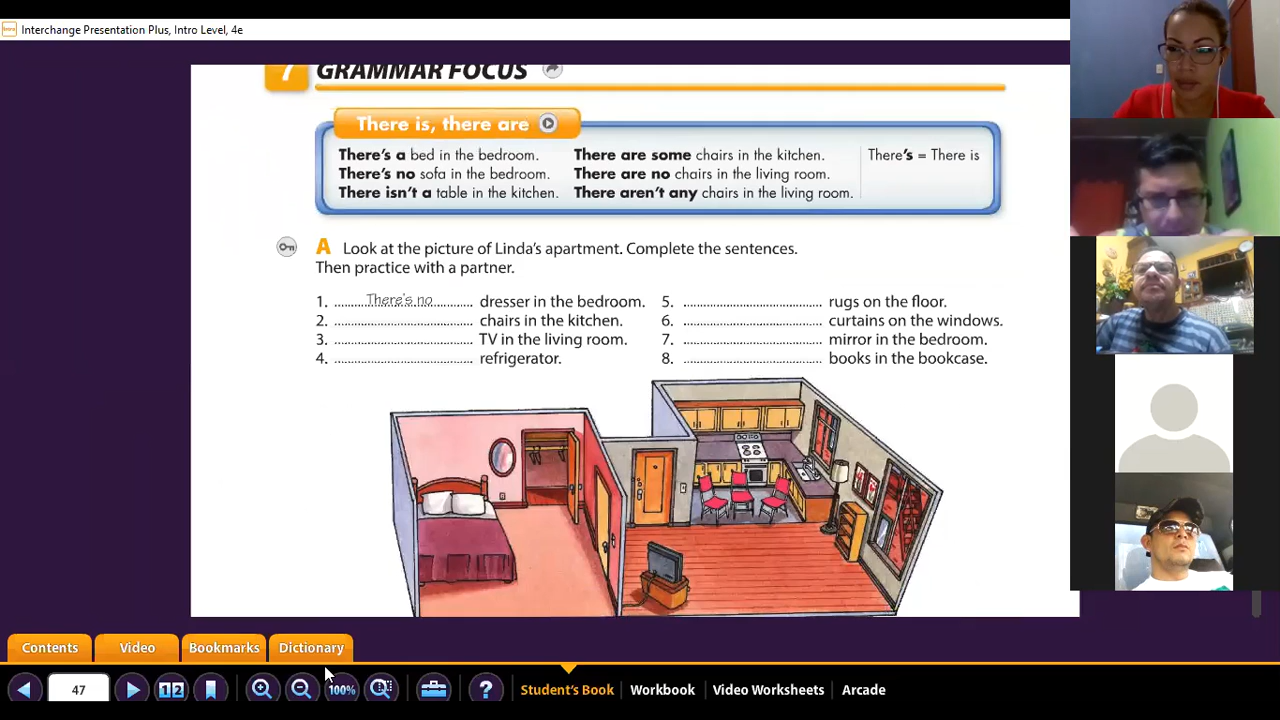 Interchange Presentation Plus, Intro Level, 4e
7 GRAMMAR FOCUS
There is, there are
There's a bed in the bedroom.
There's no sofa in the bedroom.
There isn't a table in the kitchen.
There are some chairs in the kitchen.
There are no chairs in the living room.
There aren't any chairs in the living room.
There's = There is
A Look at the picture of Linda's apartment. Complete the sentences.
Then practice with a partner.
1. There's no dresser in the bedroom.
2. chairs in the kitchen.
3. TV in the living room.
4. refrigerator.
5. rugs on the floor.
6. curtains on the windows.
7. mirror in the bedroom.
8. books in the bookcase.
Contents Video Bookmarks Dictionary
47 12 100% ? Student's Book Workbook Video Worksheets Arcade